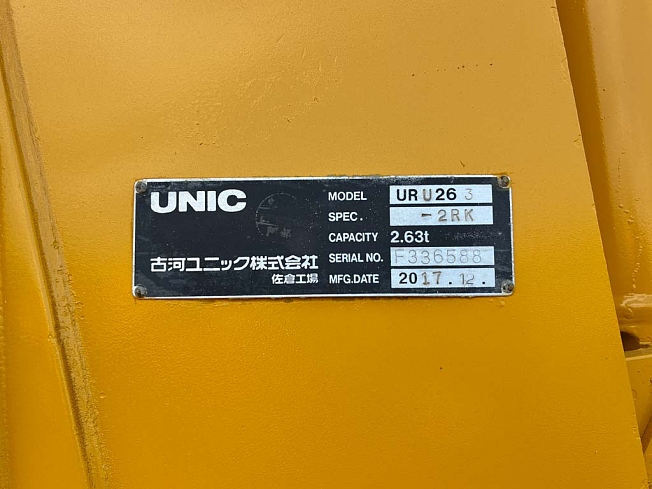 UNIC
MODEL URU263
SPEC. -2RK
CAPACITY 2.63t
SERIAL NO. F336588
MFG.DATE 2017.12.
古河ユニック株式会社
佐倉工場